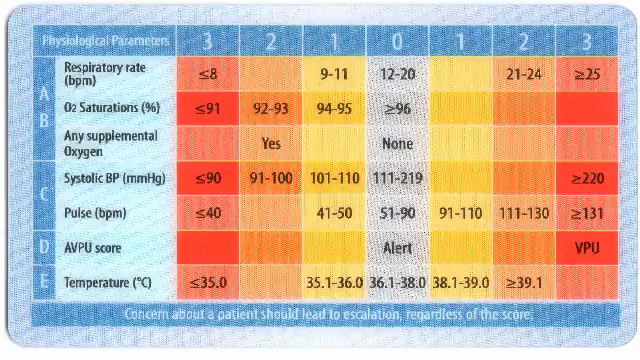 Physiological Parameters 3 2 1 0 1 2 3
A B
Respiratory rate (bpm) ≤8 9-11 12-20 21-24 ≥25
O2 Saturations (%) ≤91 92-93 94-95 ≥96
Any supplemental Oxygen Yes None
C
Systolic BP (mmHg) ≤90 91-100 101-110 111-219 ≥220
Pulse (bpm) ≤40 41-50 51-90 91-110 111-130 ≥131
D AVPU score Alert VPU
E Temperature (°C) ≤35.0 35.1-36.0 36.1-38.0 38.1-39.0 ≥39.1
Concern about a patient should lead to escalation, regardless of the score.